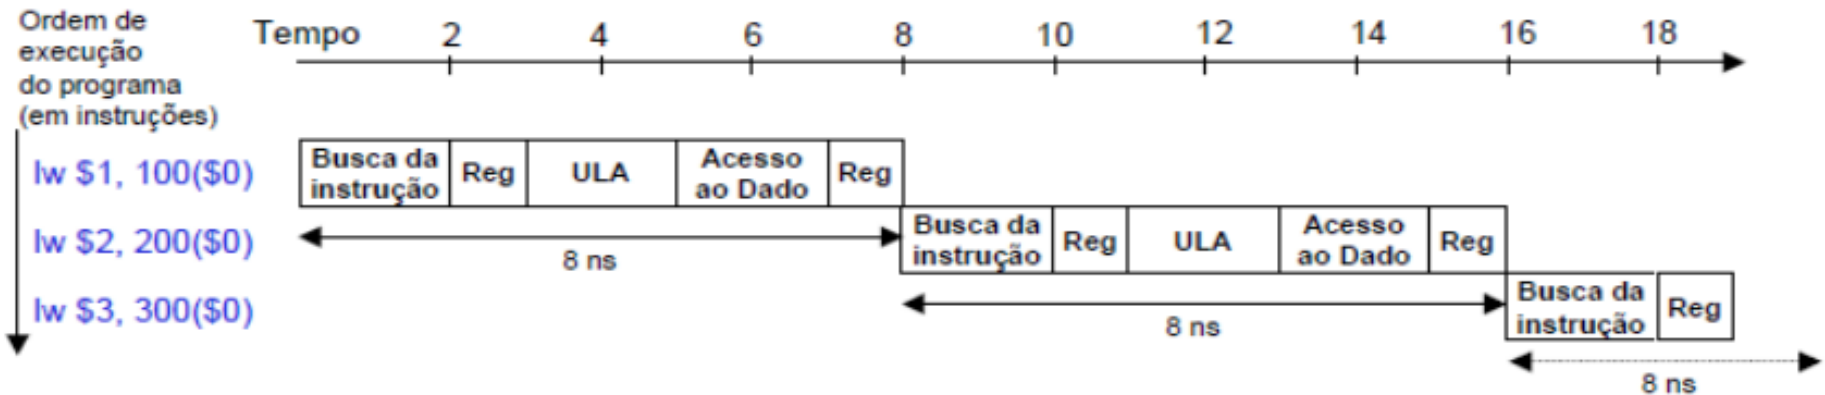 Ordem de
execução
do programa
(em instruções)
Tempo 2 4 6 8 10 12 14 16 18
lw $1, 100($0)
Busca da
instrução
Reg
ULA
Acesso
ao Dado
Reg
8 ns
lw $2, 200($0)
Busca da
instrução
Reg
ULA
Acesso
ao Dado
Reg
8 ns
lw $3, 300($0)
Busca da
instrução
Reg
8 ns